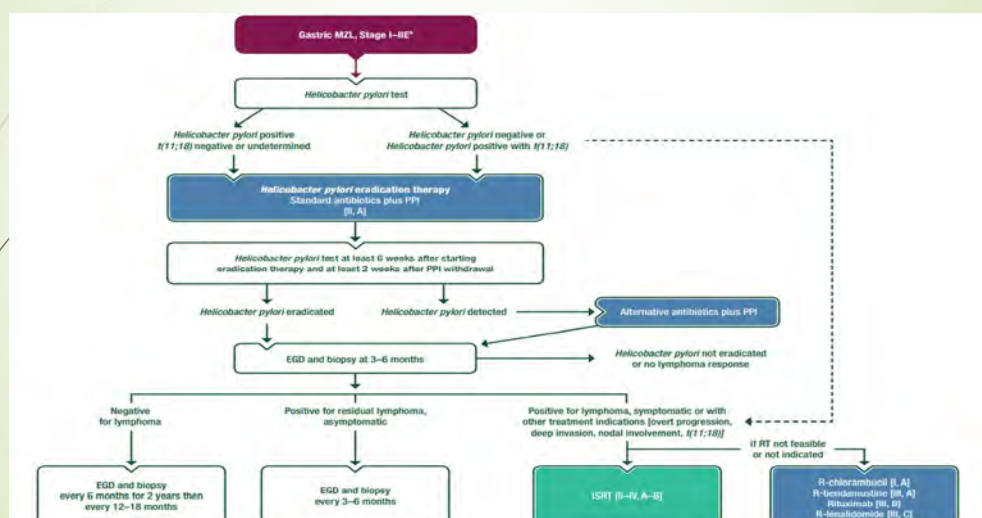 Gastric MZL, Stage I–IIEª
Helicobacter pylori test
Helicobacter pylori positive
t(11;18) negative or undetermined
Helicobacter pylori negative or
Helicobacter pylori positive with t(11;18)
Helicobacter pylori eradication therapy
Standard antibiotics plus PPI
[II, A]
Helicobacter pylori test at least 6 weeks after starting
eradication therapy and at least 2 weeks after PPI withdrawal
Helicobacter pylori eradicated
Helicobacter pylori detected
Alternative antibiotics plus PPI
EGD and biopsy at 3–6 months
Helicobacter pylori not eradicated
or no lymphoma response
Negative
for lymphoma
Positive for residual lymphoma,
asymptomatic
Positive for lymphoma, symptomatic or with
other treatment indications [overt progression,
deep invasion, nodal involvement, t(11;18)]
if RT not feasible
or not indicated
EGD and biopsy
every 6 months for 2 years then
every 12–18 months
EGD and biopsy
every 3–6 months
ISRT [II–IV, A–B]
R-chlorambucil [I, A]
R-bendamustine [III, A]
Rituximab [III, B]
R-lenalidomide [III, C]